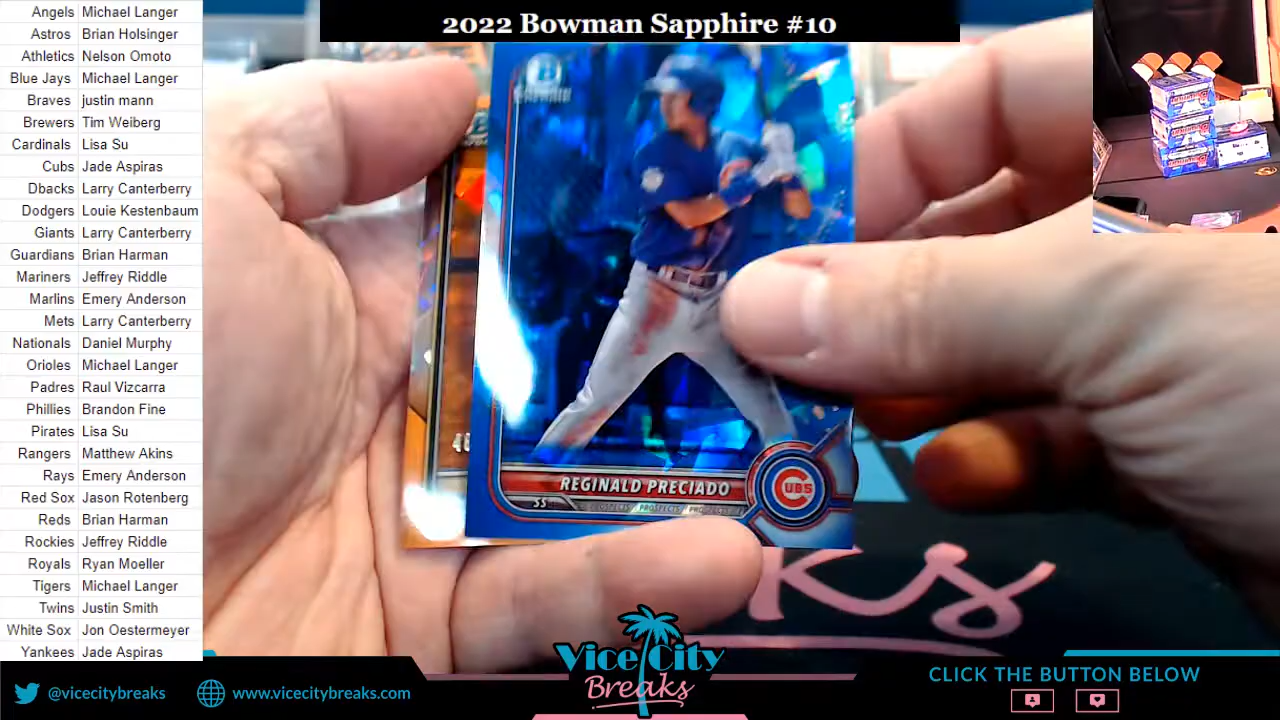 2022 Bowman Sapphire #10
Angels Michael Langer
Astros Brian Holsinger
Athletics Nelson Omoto
Blue Jays Michael Langer
Braves justin mann
Brewers Tim Weiberg
Cardinals Lisa Su
Cubs Jade Aspiras
Dbacks Larry Canterberry
Dodgers Louie Kestenbaum
Giants Larry Canterberry
Guardians Brian Harman
Mariners Jeffrey Riddle
Marlins Emery Anderson
Mets Larry Canterberry
Nationals Daniel Murphy
Orioles Michael Langer
Padres Raul Vizcarra
Phillies Brandon Fine
Pirates Lisa Su
Rangers Matthew Akins
Rays Emery Anderson
Red Sox Jason Rotenberg
Reds Brian Harman
Rockies Jeffrey Riddle
Royals Ryan Moeller
Tigers Michael Langer
Twins Justin Smith
White Sox Jon Oestermeyer
Yankees Jade Aspiras
REGINALD PRECIADO
SS PROSPECTS PROSPECTS
CUBS
Vice City
Breaks
@vicecitybreaks
www.vicecitybreaks.com
CLICK THE BUTTON BELOW